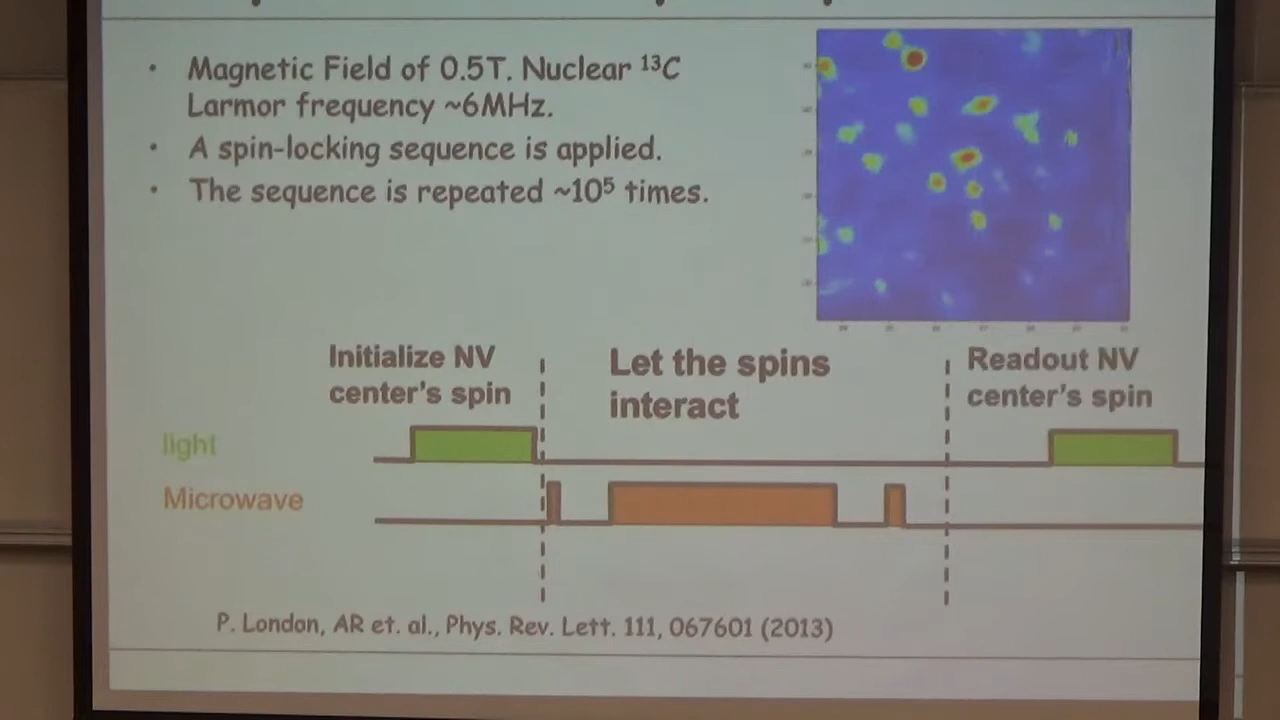 Magnetic Field of 0.5T. Nuclear ¹³C
Larmor frequency ~6MHz.
A spin-locking sequence is applied.
The sequence is repeated ~10⁵ times.
Initialize NV
center's spin
Let the spins
interact
Readout NV
center's spin
light
Microwave
P. London, AR et. al., Phys. Rev. Lett. 111, 067601 (2013)